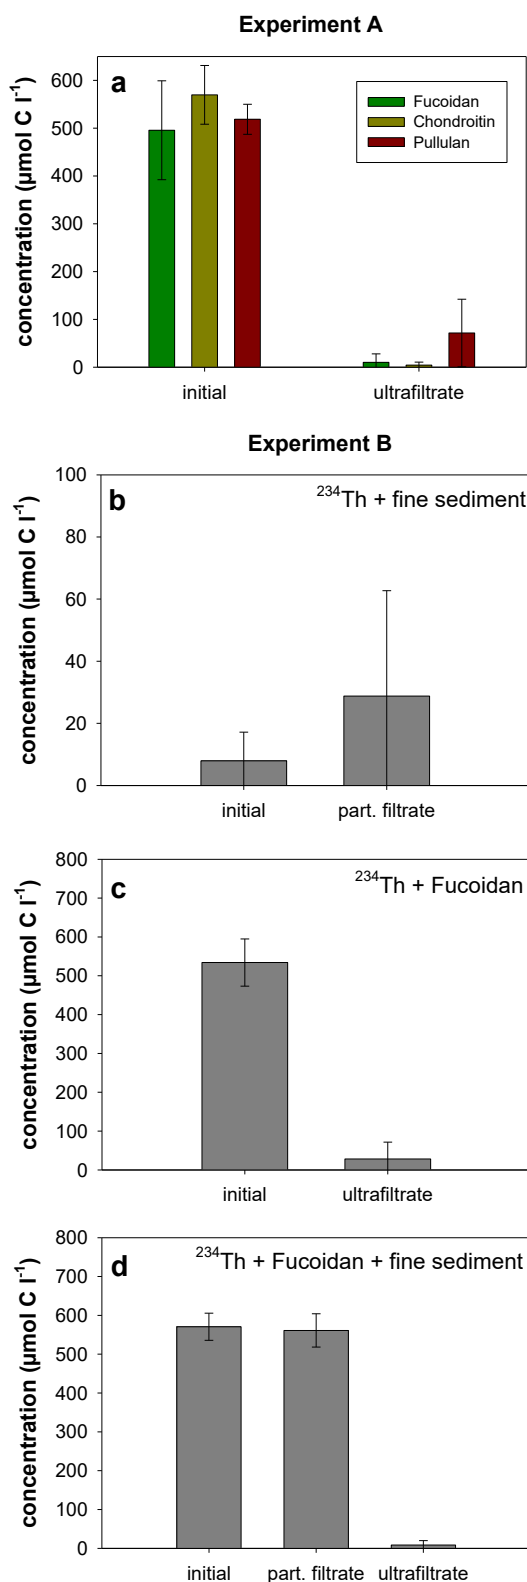 Experiment A
a
Fucoidan
Chondroitin
Pullulan
concentration (µmol C l⁻¹)
600
500
400
300
200
100
0
initial ultrafiltrate
Experiment B
b
²³⁴Th + fine sediment
concentration (µmol C l⁻¹)
100
80
60
40
20
0
initial part. filtrate
c
²³⁴Th + Fucoidan
concentration (µmol C l⁻¹)
800
700
600
500
400
300
200
100
0
initial ultrafiltrate
d
²³⁴Th + Fucoidan + fine sediment
concentration (µmol C l⁻¹)
800
700
600
500
400
300
200
100
0
initial part. filtrate ultrafiltrate